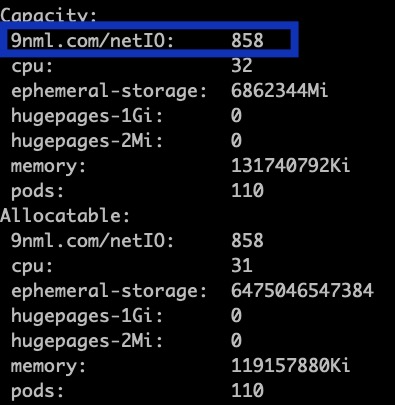 Capacity:
9nml.com/netIO: 858
cpu: 32
ephemeral-storage: 6862344Mi
hugepages-1Gi: 0
hugepages-2Mi: 0
memory: 131740792Ki
pods: 110
Allocatable:
9nml.com/netIO: 858
cpu: 31
ephemeral-storage: 6475046547384
hugepages-1Gi: 0
hugepages-2Mi: 0
memory: 119157880Ki
pods: 110